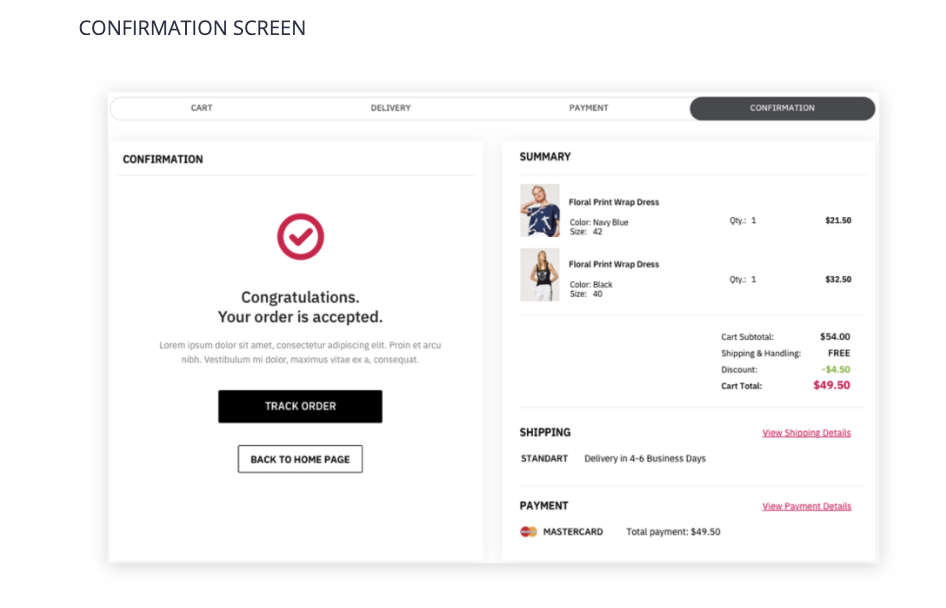 CONFIRMATION SCREEN
CART DELIVERY PAYMENT CONFIRMATION
CONFIRMATION
Congratulations.
Your order is accepted.
Lorem ipsum dolor sit amet, consectetur adipiscing elit. Proin et arcu
nibh. Vestibulum mi dolor, maximus vitae ex a, consequat.
TRACK ORDER
BACK TO HOME PAGE
SUMMARY
Floral Print Wrap Dress
Color: Navy Blue
Size: 42
Qty.: 1
$21.50
Floral Print Wrap Dress
Color: Black
Size: 40
Qty.: 1
$32.50
Cart Subtotal: $54.00
Shipping & Handling: FREE
Discount: -$4.50
Cart Total: $49.50
SHIPPING View Shipping Details
STANDART Delivery in 4-6 Business Days
PAYMENT View Payment Details
MASTERCARD Total payment: $49.50